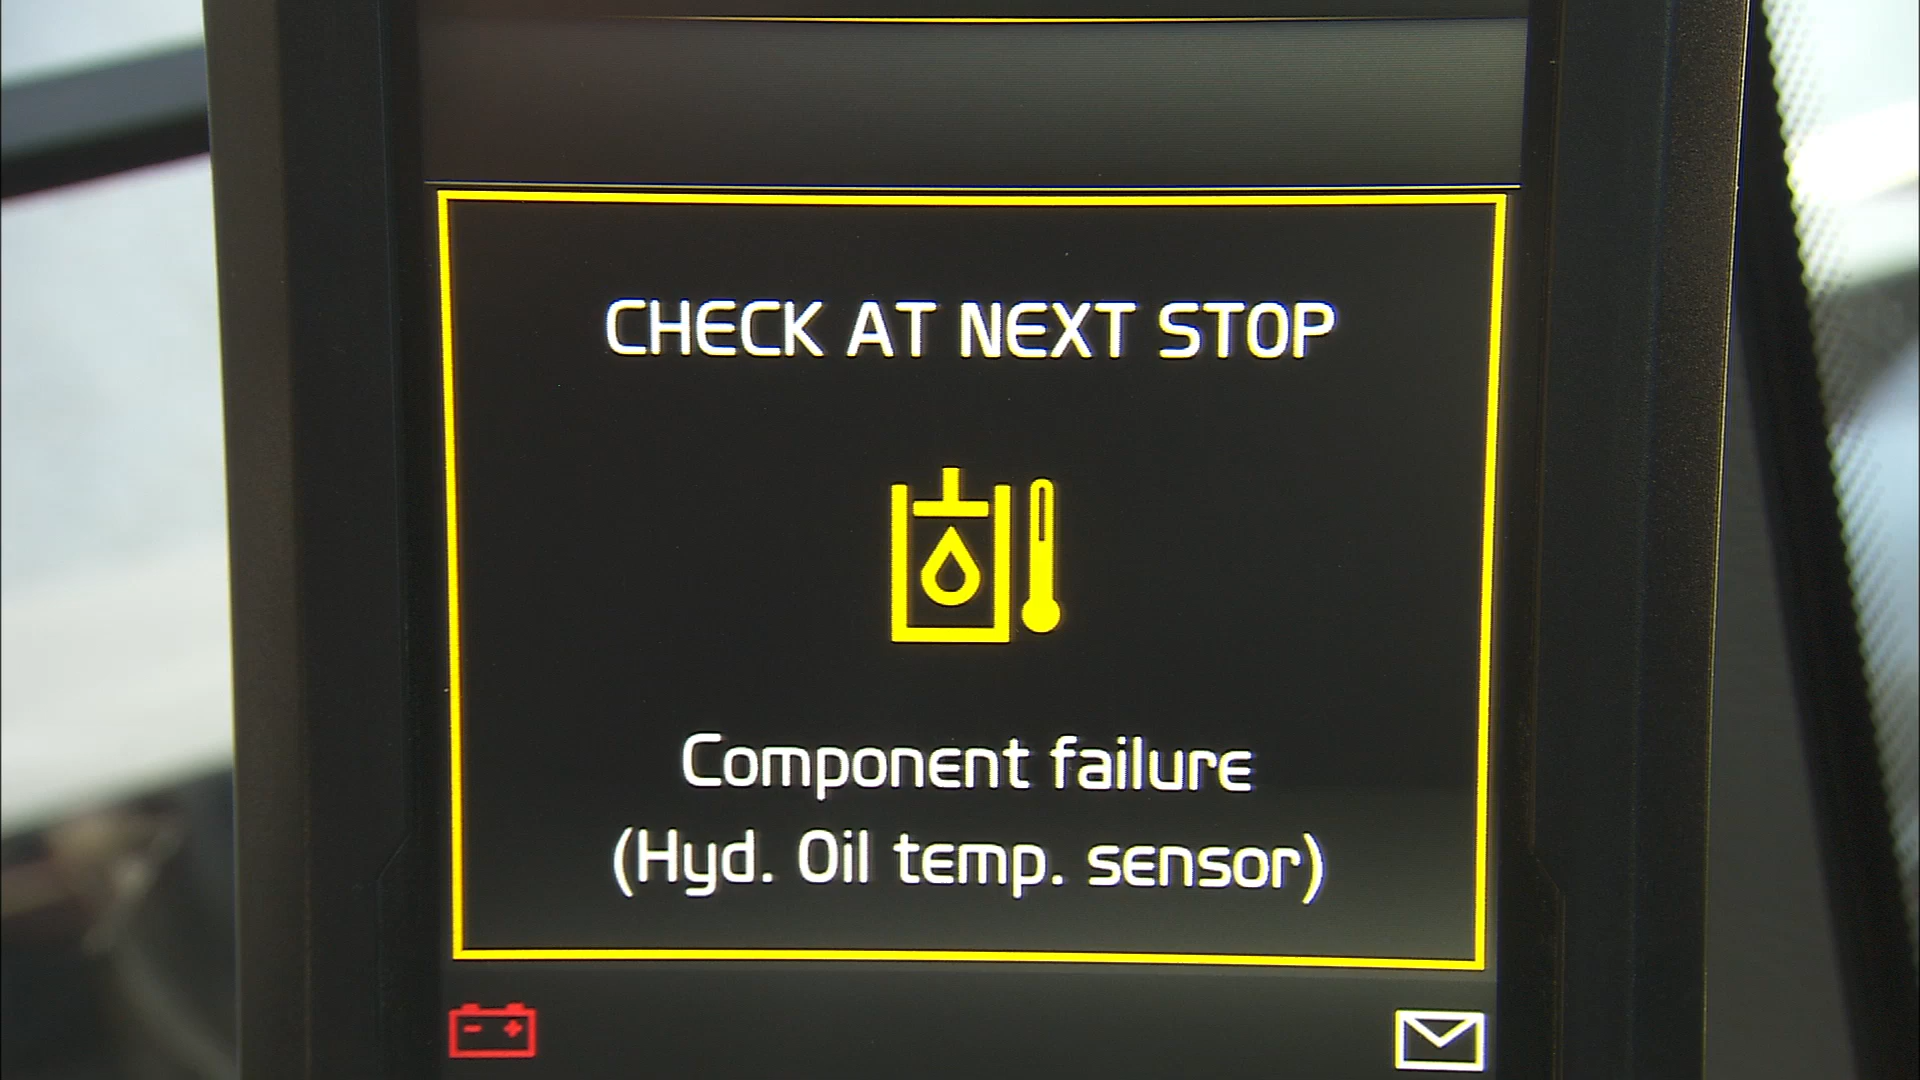 CHECK AT NEXT STOP
Component failure
(Hyd. Oil temp. sensor)